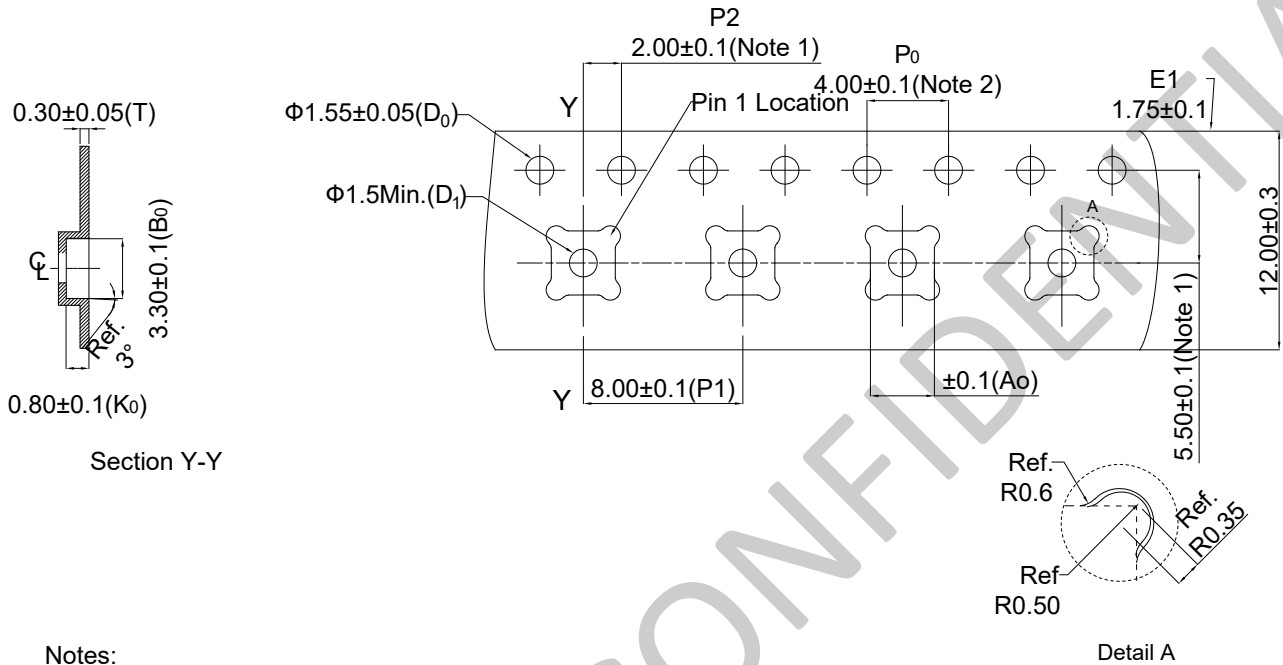 P2
2.00±0.1(Note 1)
P0
4.00±0.1(Note 2)
E1
1.75±0.1
0.30±0.05(T)
Φ1.55±0.05(D0)
Y
Pin 1 Location
Φ1.5Min.(D1)
A
12.00±0.3
CL
3.30±0.1(B0)
Ref.
3°
0.80±0.1(K0)
Y
8.00±0.1(P1)
±0.1(Ao)
5.50±0.1(Note 1)
Section Y-Y
Ref.
R0.6
Ref.
R0.35
Ref
R0.50
Detail A
Notes:
CONFIDENTIA